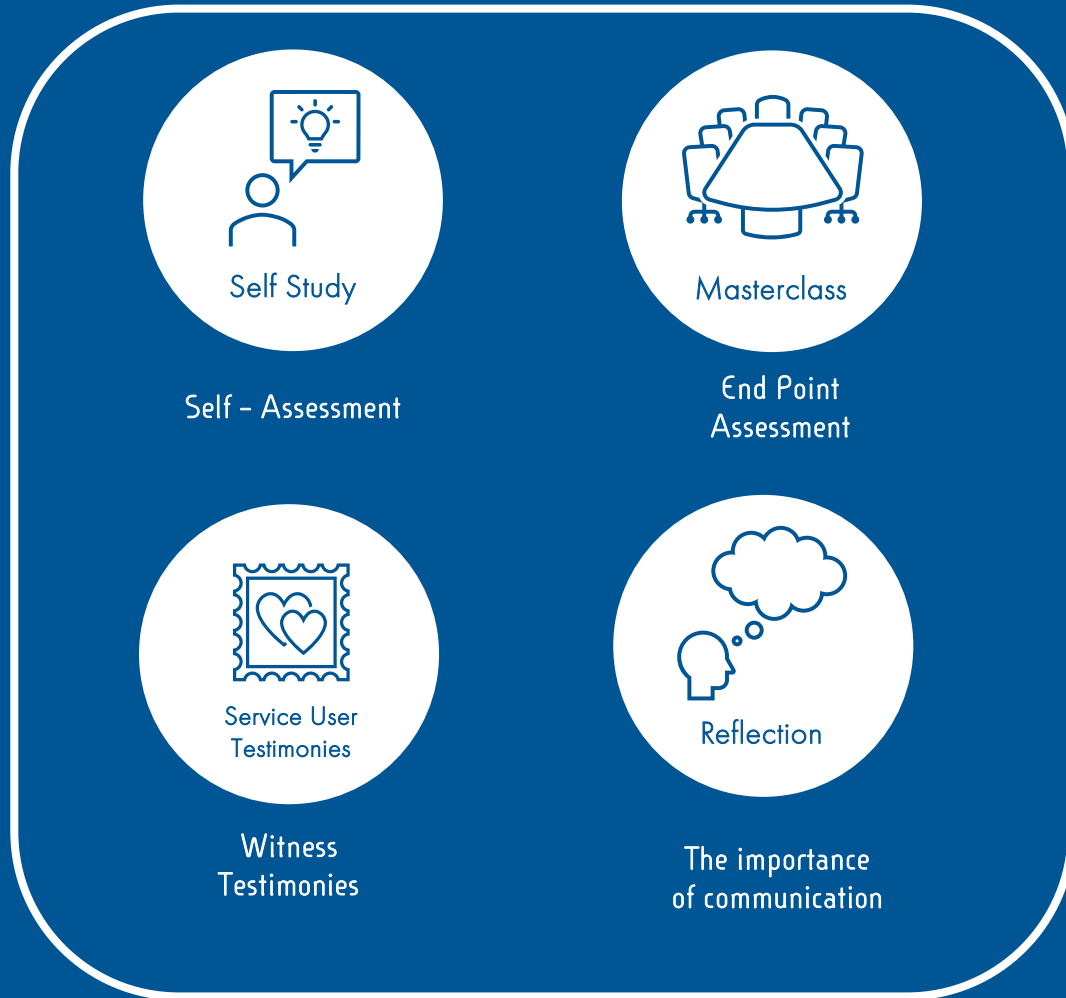 Self Study
Self - Assessment
Masterclass
End Point
Assessment
Service User
Testimonies
Witness
Testimonies
Reflection
The importance
of communication